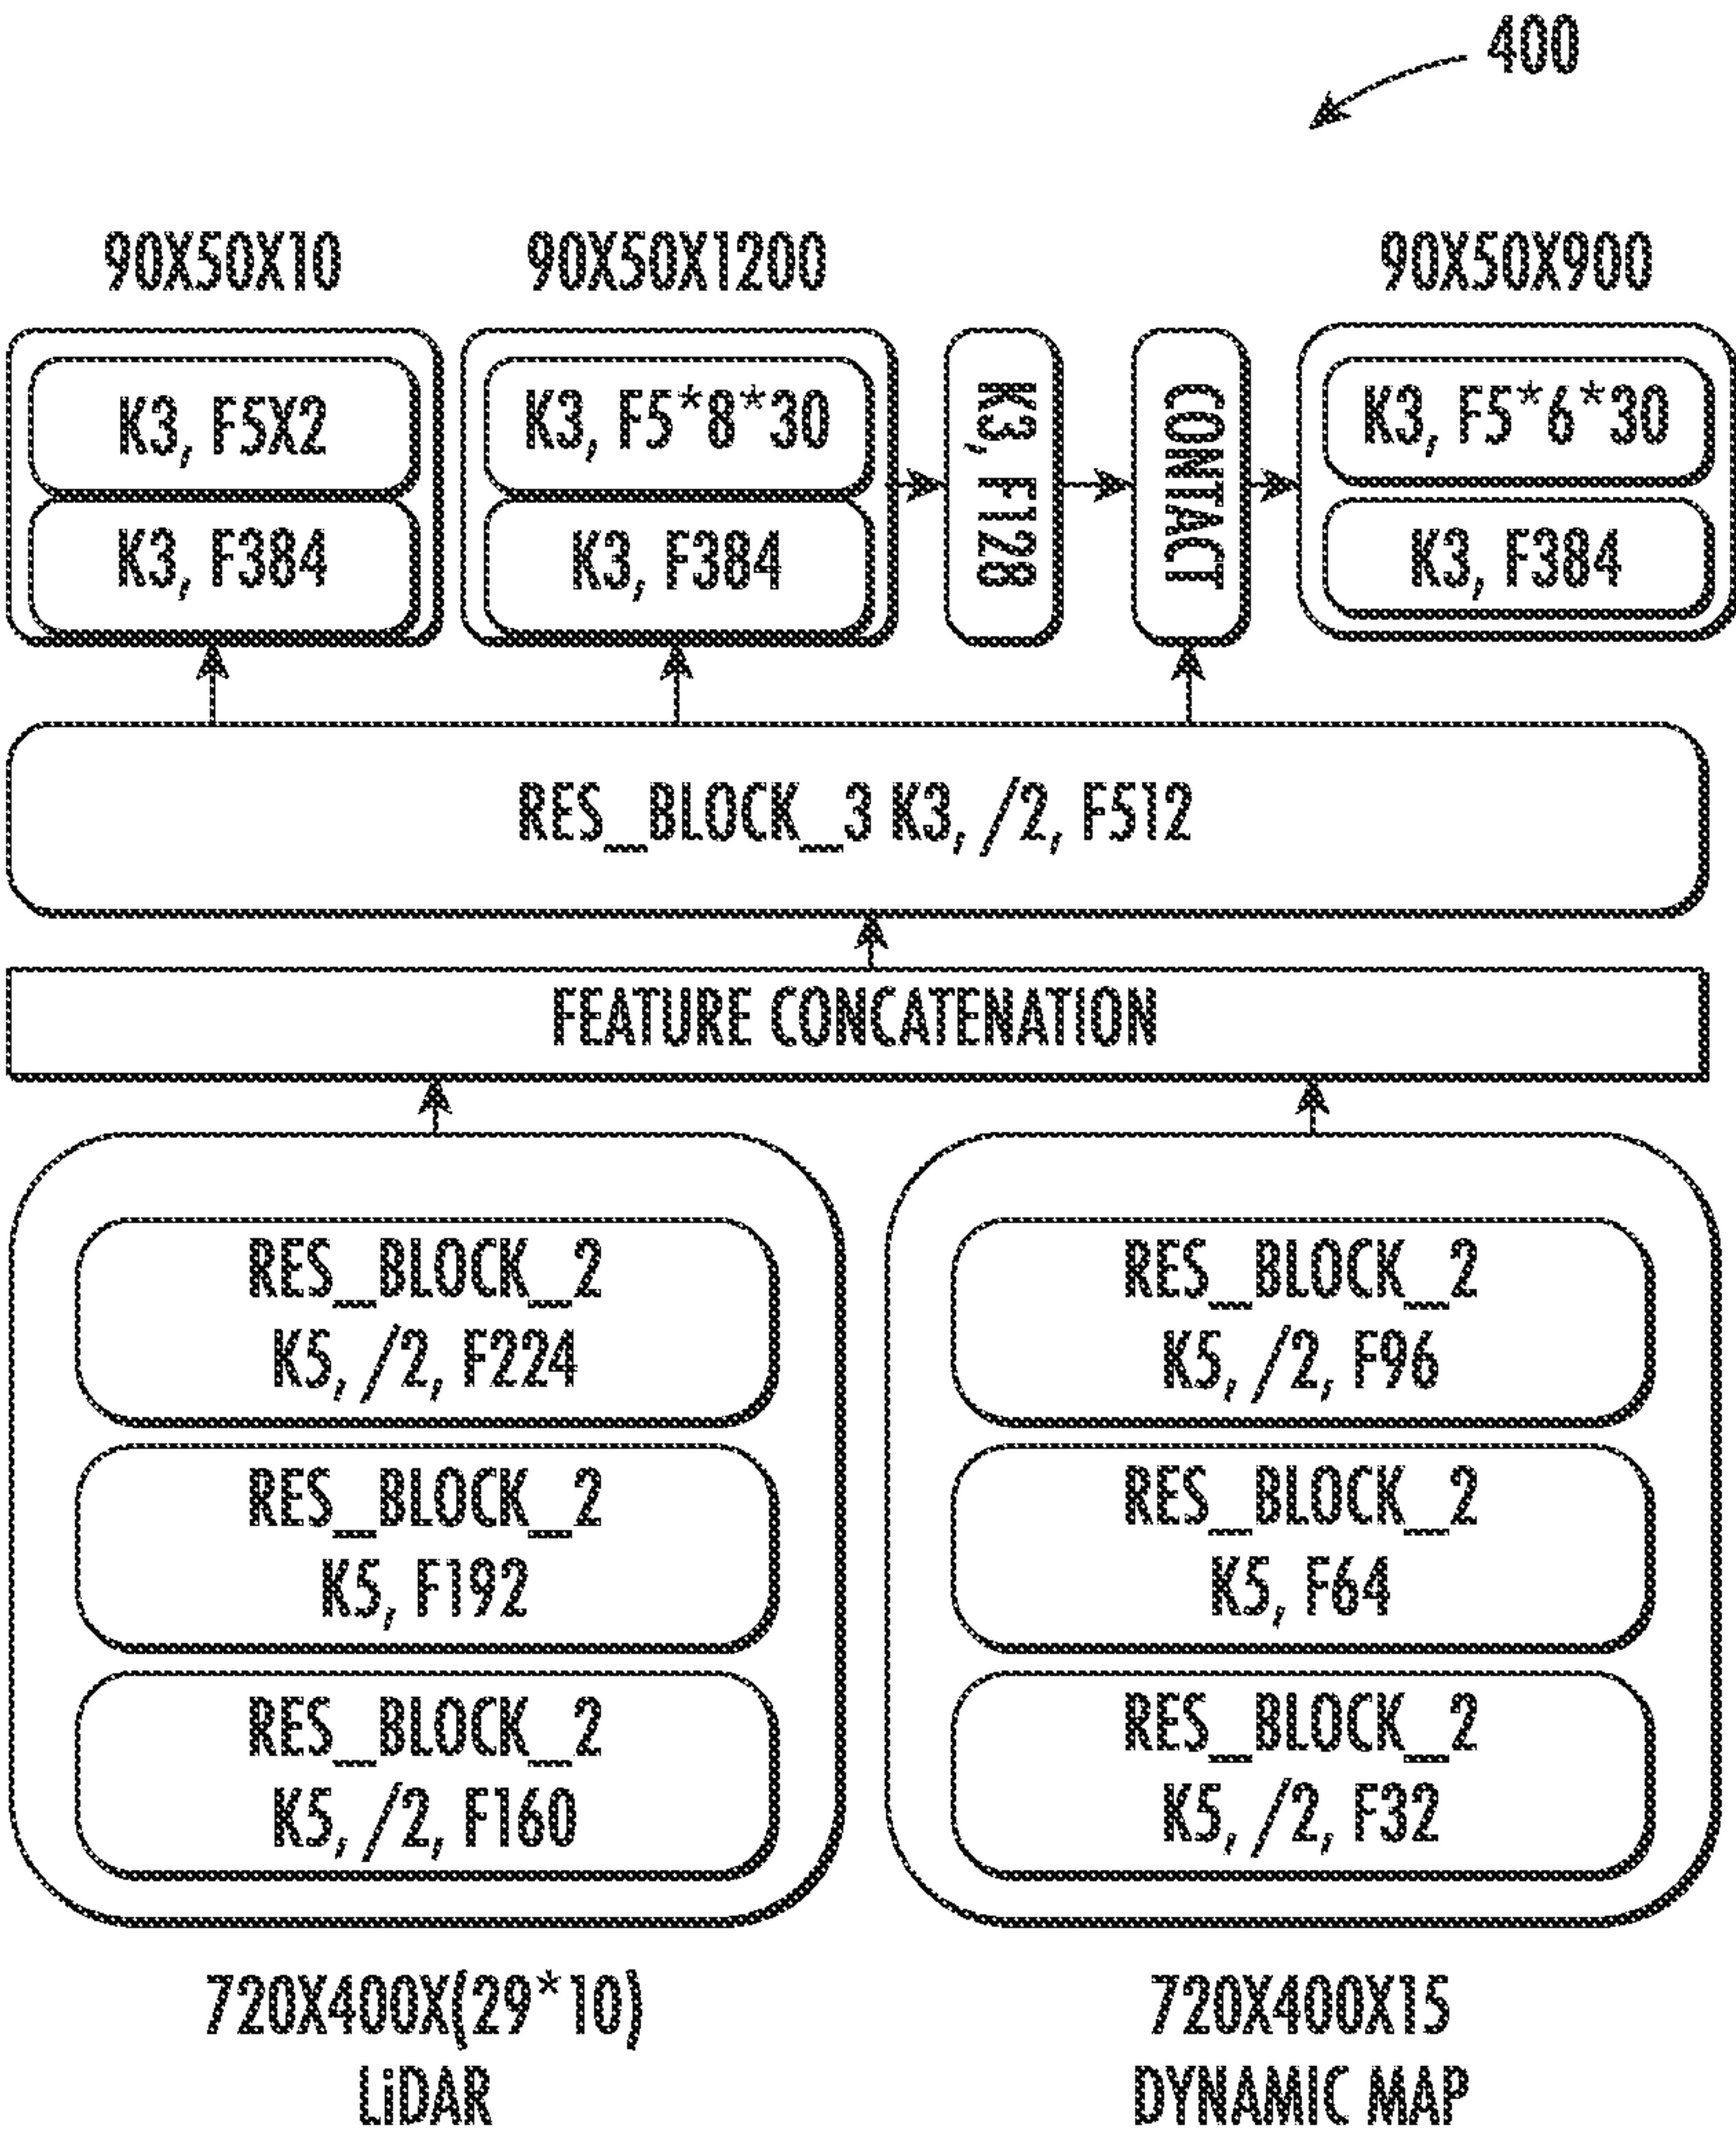 400
90X50X10
90X50X1200
90X50X900
K3, F5X2
K3, F384
K3, F5*8*30
K3, F384
K3, F128
CONTACT
K3, F5*6*30
K3, F384
RES_BLOCK_3 K3, /2, F512
FEATURE CONCATENATION
RES_BLOCK_2
K5, /2, F224
RES_BLOCK_2
K5, F192
RES_BLOCK_2
K5, /2, F160
RES_BLOCK_2
K5, /2, F96
RES_BLOCK_2
K5, F64
RES_BLOCK_2
K5, /2, F32
720X400X(29*10)
LiDAR
720X400X15
DYNAMIC MAP